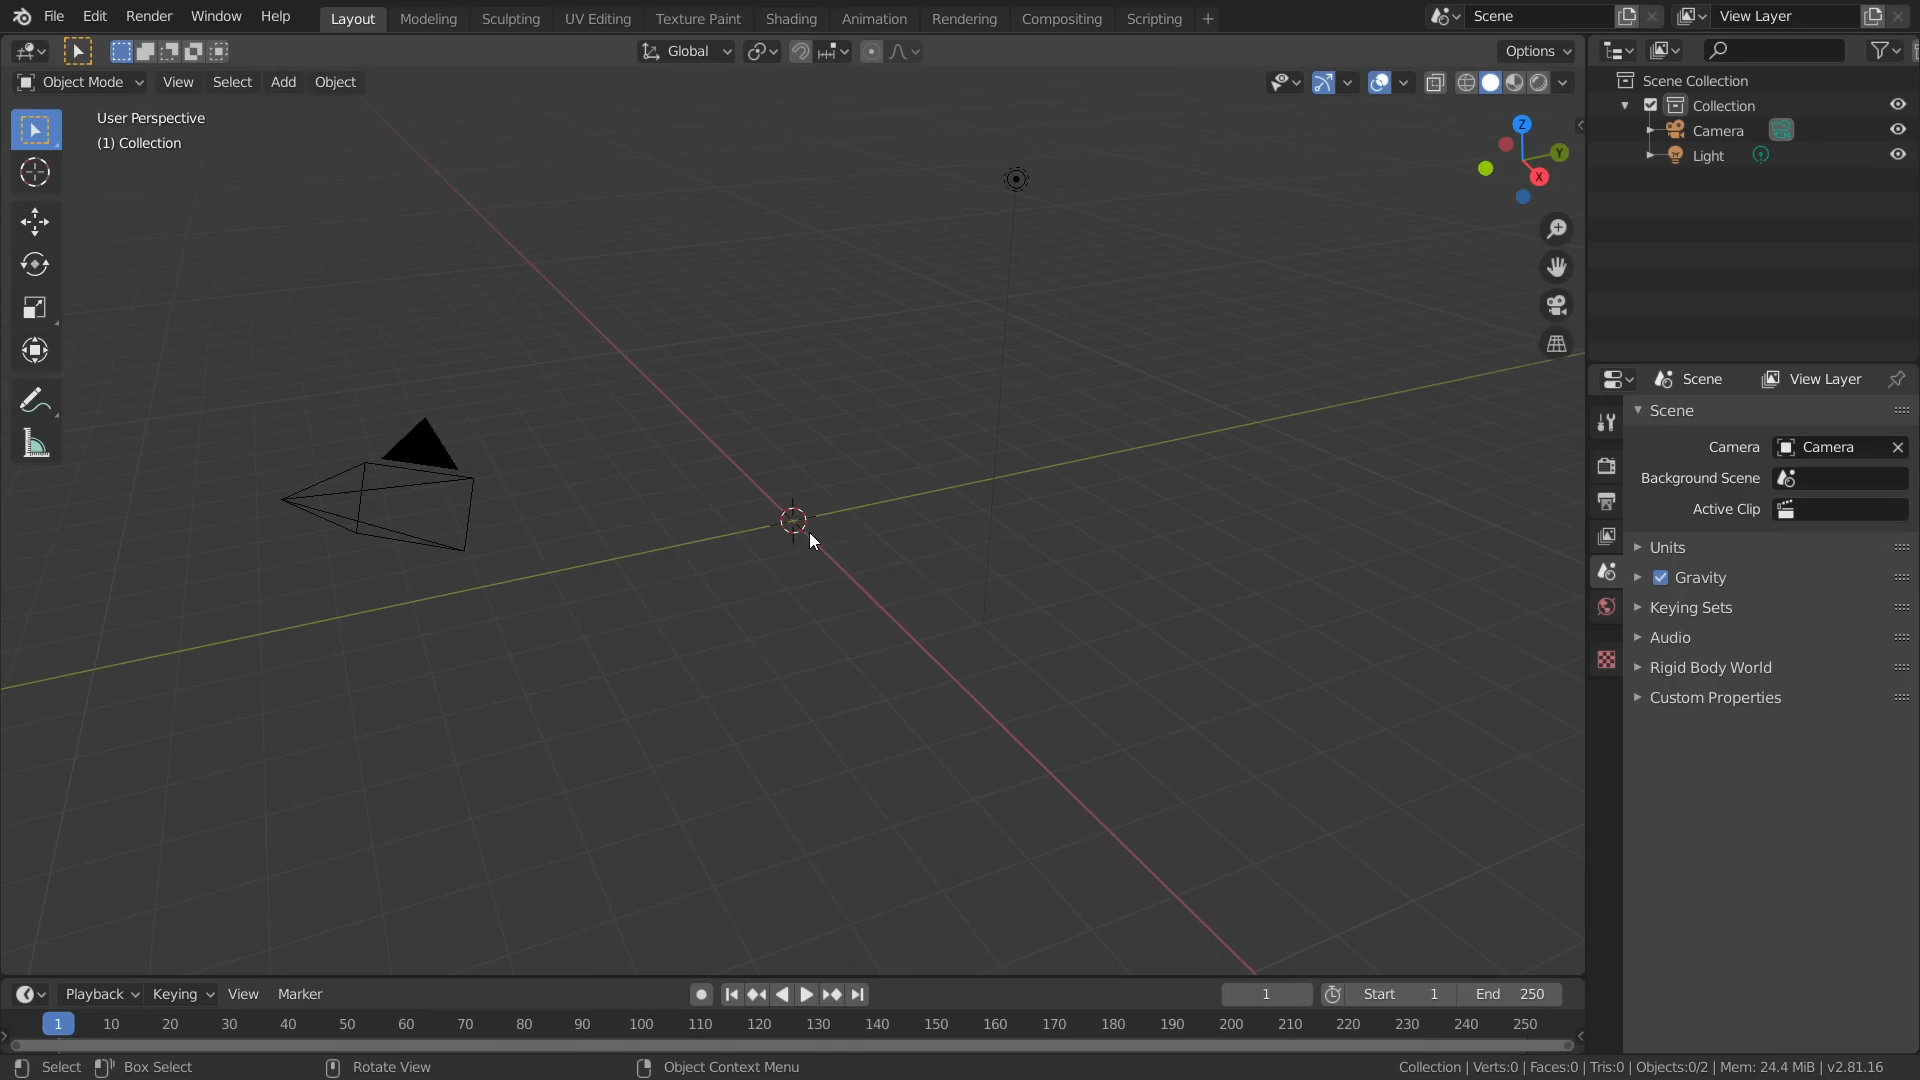 File Edit Render Window Help Layout Modeling Sculpting UV Editing Texture Paint Shading Animation Rendering Compositing Scripting + Scene View Layer
Global Options
Object Mode View Select Add Object
User Perspective
(1) Collection
Z
Y
X
Scene Collection
Collection
Camera
Light
Scene View Layer
Scene
Camera Camera
Background Scene
Active Clip
Units
Gravity
Keying Sets
Audio
Rigid Body World
Custom Properties
Playback Keying View Marker 1 Start 1 End 250
1 10 20 30 40 50 60 70 80 90 100 110 120 130 140 150 160 170 180 190 200 210 220 230 240 250
Select Box Select Rotate View Object Context Menu Collection | Verts:0 | Faces:0 | Tris:0 | Objects:0/2 | Mem: 24.4 MiB | v2.81.16